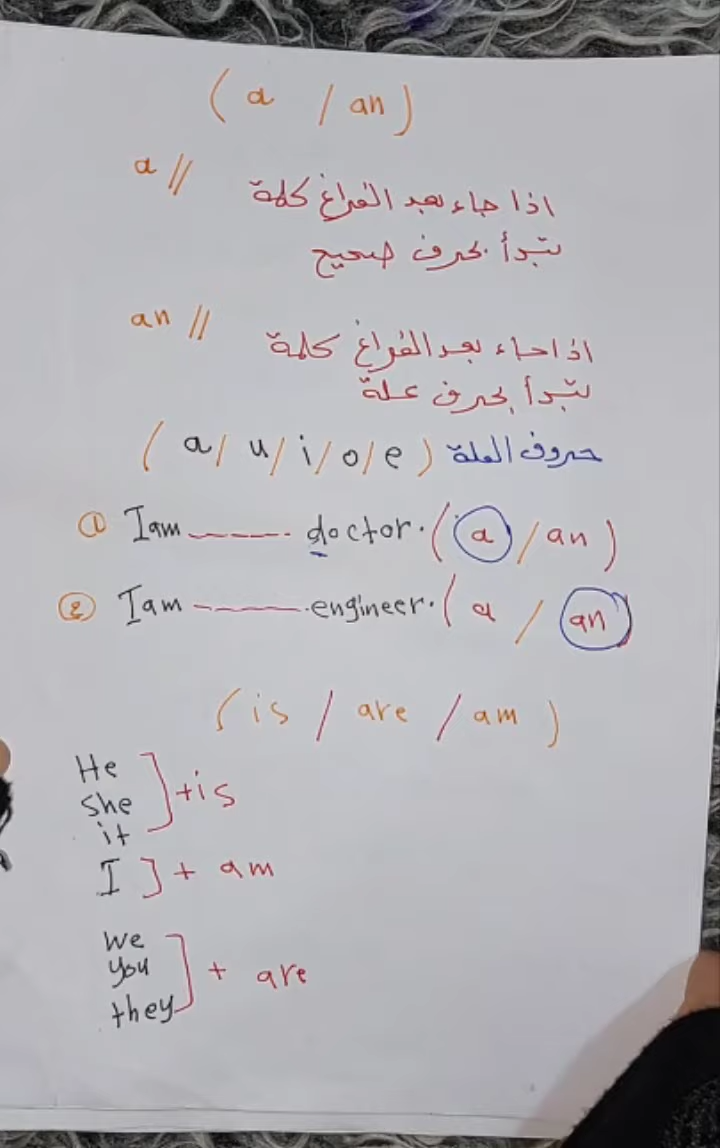 ( a / an )
a // اذا جاء بعد الفراغ كلمة
تبدأ بحرف صحيح
an // اذا جاء بعد الفراغ كلمة
تبدأ بحرف علة
( a / u / i / o / e ) حروف العلة
① I am ------- doctor. ( a / an )
② I am ------- engineer. ( a / an )
( is / are / am )
He
she
it
+ is
I ] + am
we
you
they
+ are